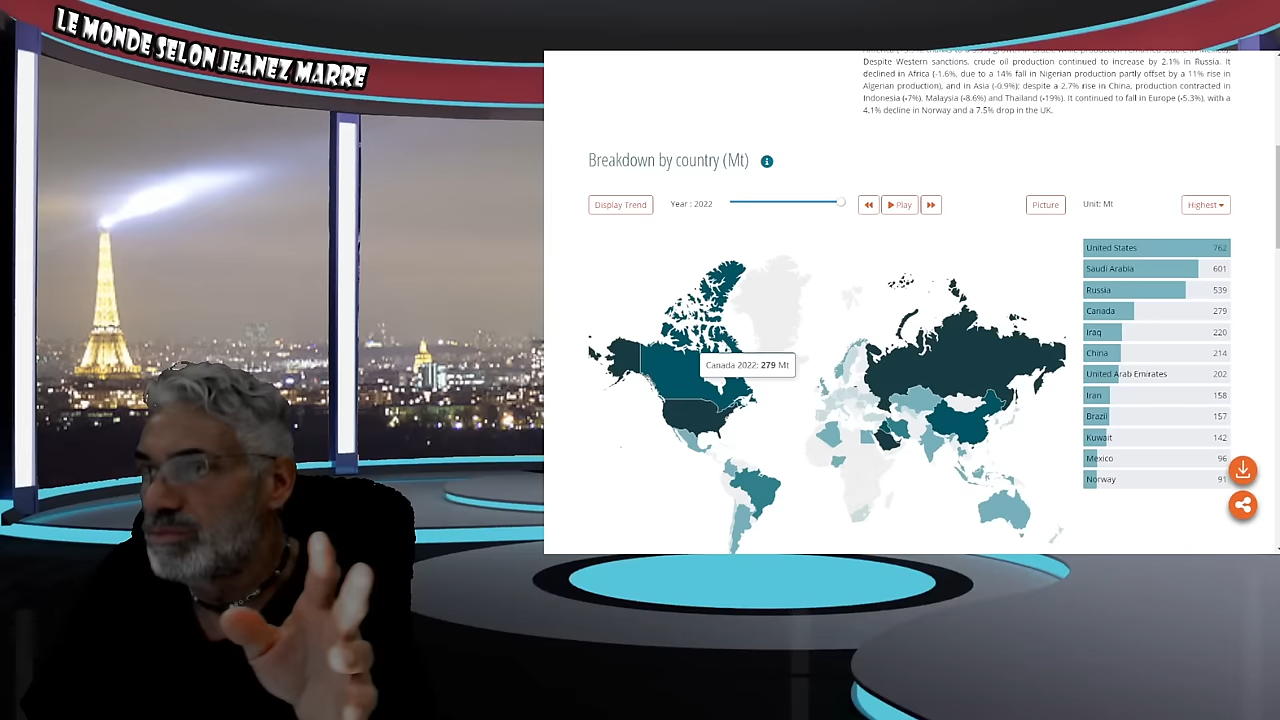 LE MONDE SELON JEANEZ MARRE
Despite Western sanctions, crude oil production continued to increase by 2.1% in Russia. It
declined in Africa (-1.6%, due to a 14% fall in Nigerian production partly offset by a 11% rise in
Algerian production), and in Asia (-0.9%); despite a 2.7% rise in China, production contracted in
Indonesia (-7%), Malaysia (-8.6%) and Thailand (-19%). It continued to fall in Europe (-5.3%), with a
4.1% decline in Norway and a 7.5% drop in the UK.
Breakdown by country (Mt) i
Display Trend Year : 2022 Play Picture Unit: Mt Highest
United States 762
Saudi Arabia 601
Russia 539
Canada 279
Iraq 220
China 214
United Arab Emirates 202
Iran 158
Brazil 157
Kuwait 142
Mexico 96
Norway 91
Canada 2022: 279 Mt